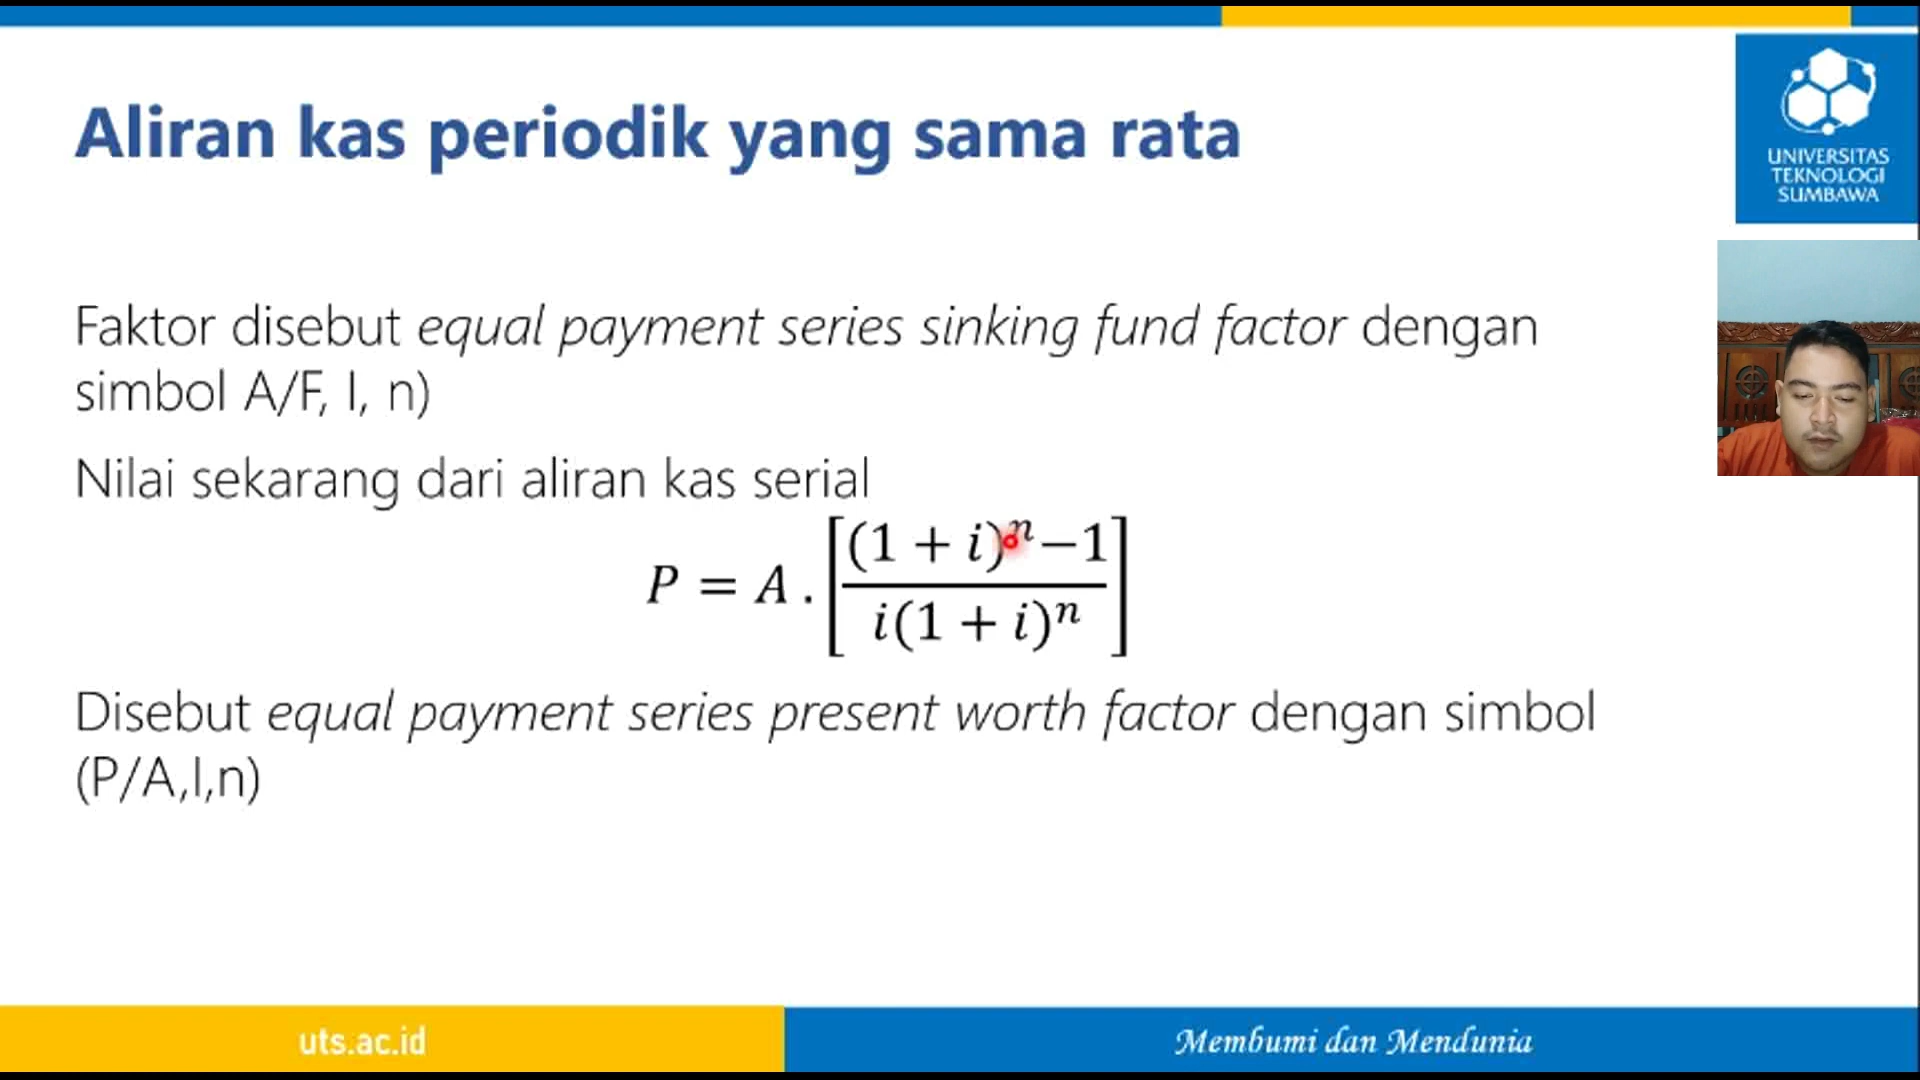 Aliran kas periodik yang sama rata
UNIVERSITAS
TEKNOLOGI
SUMBAWA
Faktor disebut equal payment series sinking fund factor dengan
simbol A/F, I, n)
Nilai sekarang dari aliran kas serial
P = A . [((1 + i)^n − 1) / (i(1 + i)^n)]
Disebut equal payment series present worth factor dengan simbol
(P/A,I,n)
uts.ac.id
Membumi dan Mendunia